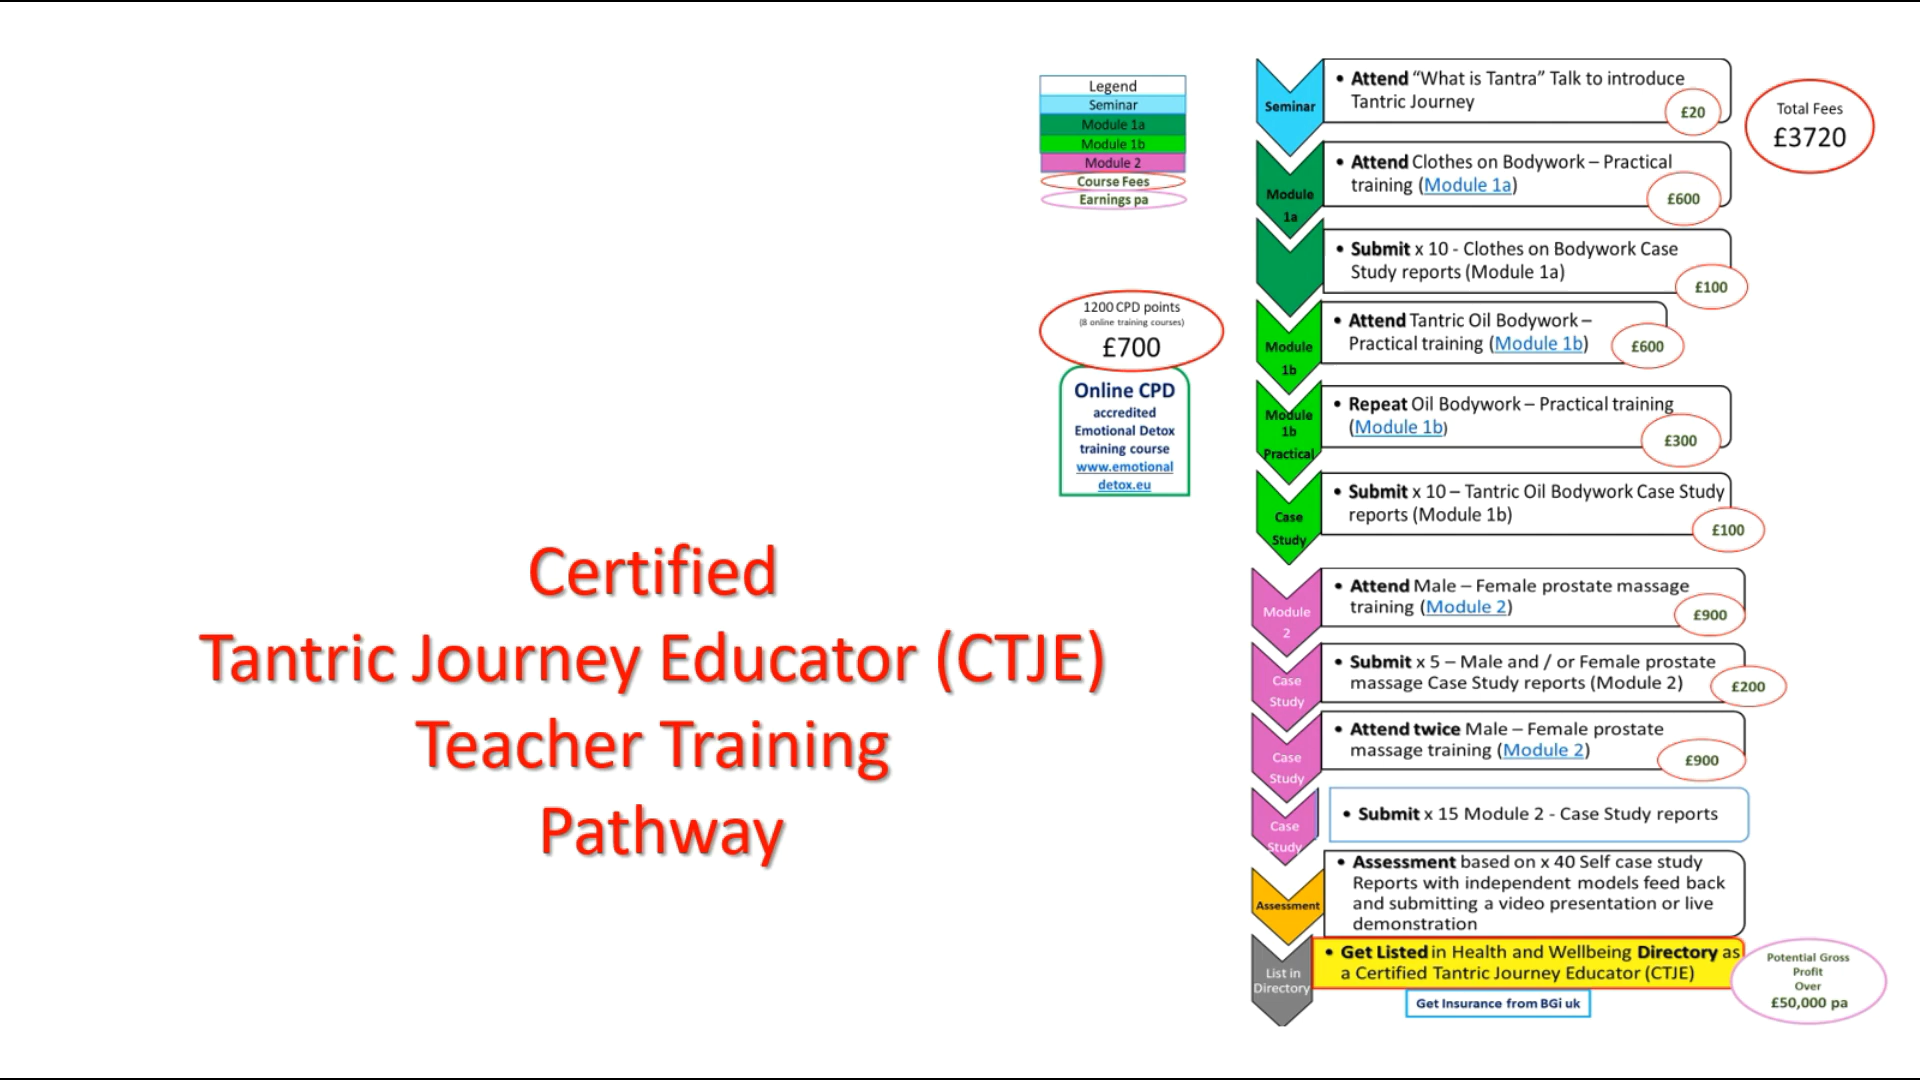 Legend
Seminar
Module 1a
Module 1b
Module 2
Course Fees
Earnings pa
1200 CPD points
(8 online training courses)
£700
Online CPD
accredited
Emotional Detox
training course
www.emotional
detox.eu
Certified
Tantric Journey Educator (CTJE)
Teacher Training
Pathway
Seminar
• Attend “What is Tantra” Talk to introduce
Tantric Journey
£20
Total Fees
£3720
Module
1a
• Attend Clothes on Bodywork – Practical
training (Module 1a)
£600
• Submit x 10 - Clothes on Bodywork Case
Study reports (Module 1a)
£100
Module
1b
• Attend Tantric Oil Bodywork –
Practical training (Module 1b)
£600
Module
1b
Practical
• Repeat Oil Bodywork – Practical training
(Module 1b)
£300
Case
Study
• Submit x 10 – Tantric Oil Bodywork Case Study
reports (Module 1b)
£100
Module
2
• Attend Male – Female prostate massage
training (Module 2)
£900
Case
Study
• Submit x 5 – Male and / or Female prostate
massage Case Study reports (Module 2)
£200
Case
Study
• Attend twice Male – Female prostate
massage training (Module 2)
£900
Case
Study
• Submit x 15 Module 2 - Case Study reports
Assessment
• Assessment based on x 40 Self case study
Reports with independent models feed back
and submitting a video presentation or live
demonstration
List in
Directory
• Get Listed in Health and Wellbeing Directory as
a Certified Tantric Journey Educator (CTJE)
Get Insurance from BGi uk
Potential Gross
Profit
Over
£50,000 pa